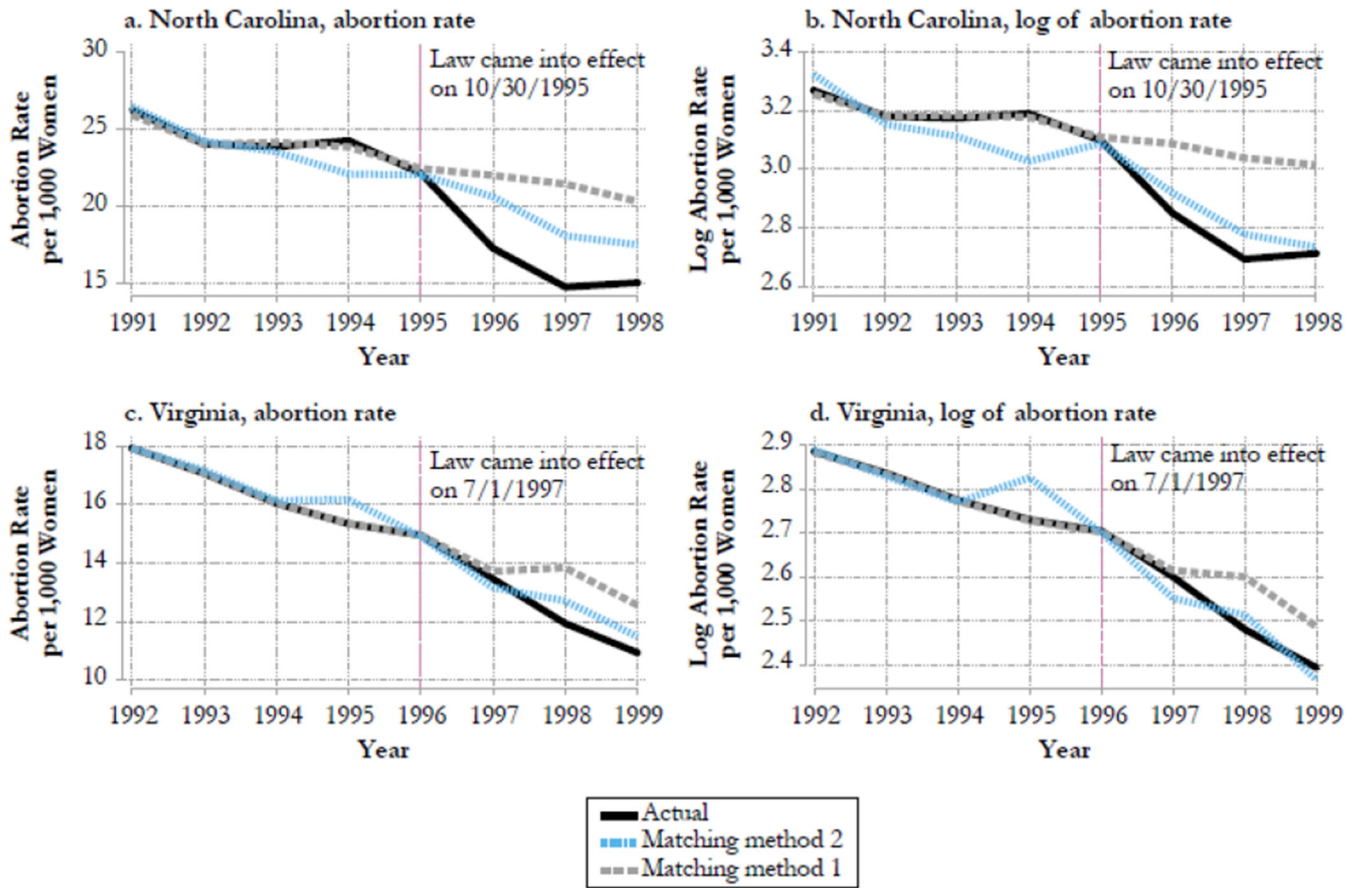 a. North Carolina, abortion rate
Abortion Rate
per 1,000 Women
30
25
20
15
Law came into effect
on 10/30/1995
1991 1992 1993 1994 1995 1996 1997 1998
Year
b. North Carolina, log of abortion rate
Log Abortion Rate
per 1,000 Women
3.4
3.2
3.0
2.8
2.6
Law came into effect
on 10/30/1995
1991 1992 1993 1994 1995 1996 1997 1998
Year
c. Virginia, abortion rate
Abortion Rate
per 1,000 Women
18
16
14
12
10
Law came into effect
on 7/1/1997
1992 1993 1994 1995 1996 1997 1998 1999
Year
d. Virginia, log of abortion rate
Log Abortion Rate
per 1,000 Women
2.9
2.8
2.7
2.6
2.4
Law came into effect
on 7/1/1997
1992 1993 1994 1995 1996 1997 1998 1999
Year
Actual
Matching method 2
Matching method 1